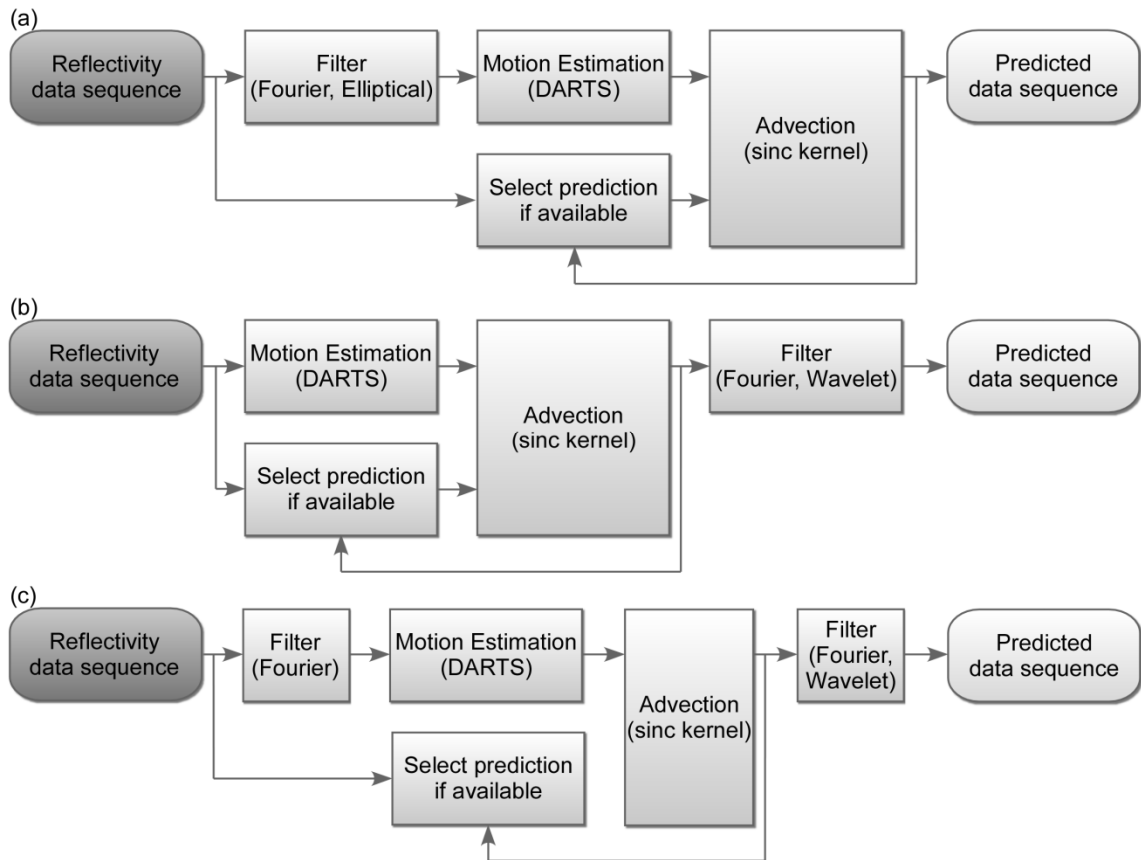 (a)
Reflectivity
data sequence
Filter
(Fourier, Elliptical)
Motion Estimation
(DARTS)
Select prediction
if available
Advection
(sinc kernel)
Predicted
data sequence
(b)
Reflectivity
data sequence
Motion Estimation
(DARTS)
Select prediction
if available
Advection
(sinc kernel)
Filter
(Fourier, Wavelet)
Predicted
data sequence
(c)
Reflectivity
data sequence
Filter
(Fourier)
Motion Estimation
(DARTS)
Select prediction
if available
Advection
(sinc kernel)
Filter
(Fourier,
Wavelet)
Predicted
data sequence